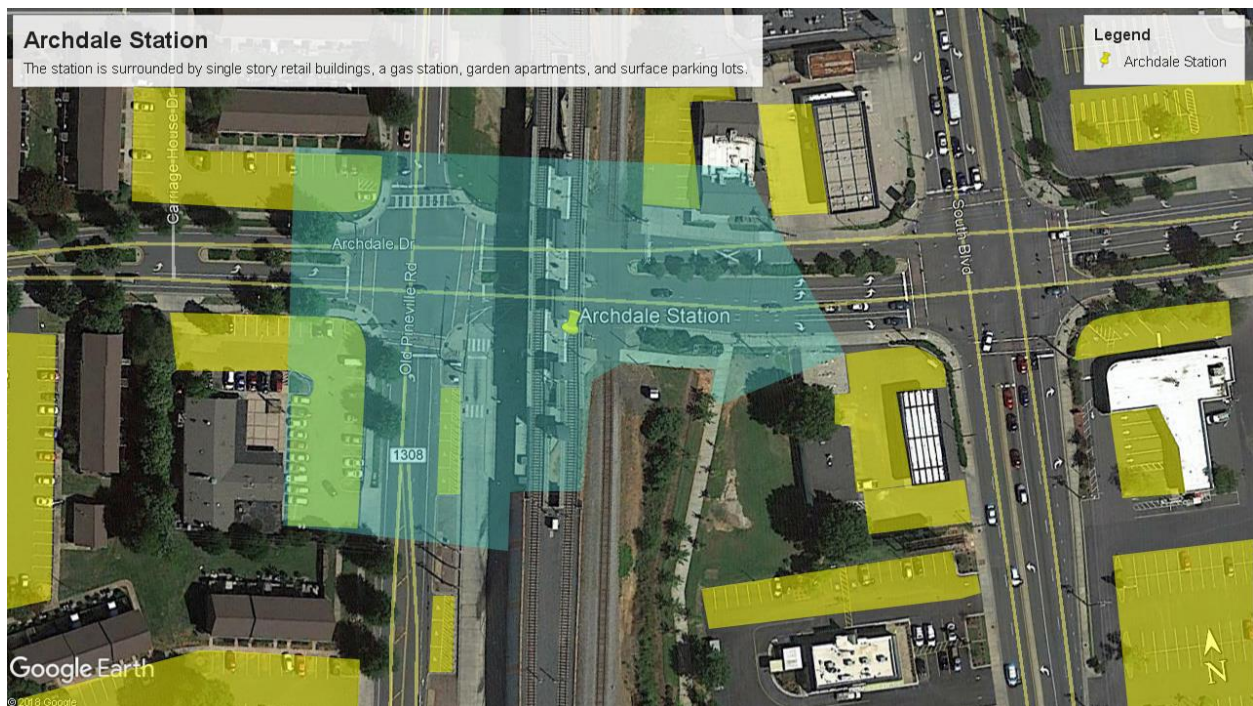 Archdale Station
The station is surrounded by single story retail buildings, a gas station, garden apartments, and surface parking lots.
Legend
Archdale Station
Carriage House Dr
Archdale Dr
Old Pineville Rd
South Blvd
Archdale Station
1308
Google Earth
N
© 2018 Google